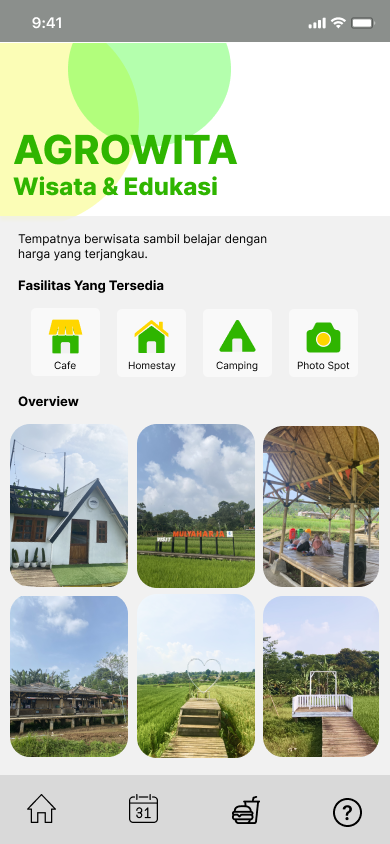 9:41
AGROWITA
Wisata & Edukasi
Tempatnya berwisata sambil belajar dengan
harga yang terjangkau.
Fasilitas Yang Tersedia
Cafe
Homestay
Camping
Photo Spot
Overview
31
?